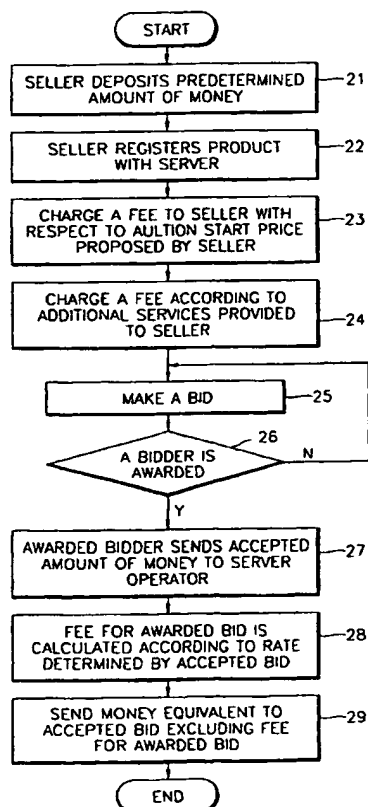 START
SELLER DEPOSITS PREDETERMINED
AMOUNT OF MONEY
21
SELLER REGISTERS PRODUCT
WITH SERVER
22
CHARGE A FEE TO SELLER WITH
RESPECT TO AULTION START PRICE
PROPOSED BY SELLER
23
CHARGE A FEE ACCORDING TO
ADDITIONAL SERVICES PROVIDED
TO SELLER
24
MAKE A BID
25
26
A BIDDER IS
AWARDED
N
Y
AWARDED BIDDER SENDS ACCEPTED
AMOUNT OF MONEY TO SERVER
OPERATOR
27
FEE FOR AWARDED BID IS
CALCULATED ACCORDING TO RATE
DETERMINED BY ACCEPTED BID
28
SEND MONEY EQUIVALENT TO
ACCEPTED BID EXCLUDING FEE
FOR AWARDED BID
29
END